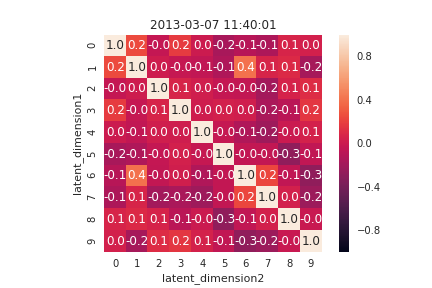 2013-03-07 11:40:01
latent_dimension1
0 1.0 0.2 -0.0 0.2 0.0 -0.2 -0.1 -0.1 0.1 0.0
1 0.2 1.0 0.0 -0.0 -0.1 -0.1 0.4 0.1 0.1 -0.2
2 -0.0 0.0 1.0 0.1 0.0 -0.0 -0.0 -0.2 0.1 0.1
3 0.2 -0.0 0.1 1.0 0.0 0.0 0.0 -0.2 -0.1 0.2
4 0.0 -0.1 0.0 0.0 1.0 -0.0 -0.1 -0.2 -0.0 0.1
5 -0.2 -0.1 -0.0 0.0 -0.0 1.0 -0.0 -0.0 -0.3 -0.1
6 -0.1 0.4 -0.0 0.0 -0.1 -0.0 1.0 0.2 -0.1 -0.3
7 -0.1 0.1 -0.2 -0.2 -0.2 -0.0 0.2 1.0 0.0 -0.2
8 0.1 0.1 0.1 -0.1 -0.0 -0.3 -0.1 0.0 1.0 -0.0
9 0.0 -0.2 0.1 0.2 0.1 -0.1 -0.3 -0.2 -0.0 1.0
0 1 2 3 4 5 6 7 8 9
latent_dimension2
0.8
0.4
0.0
−0.4
−0.8